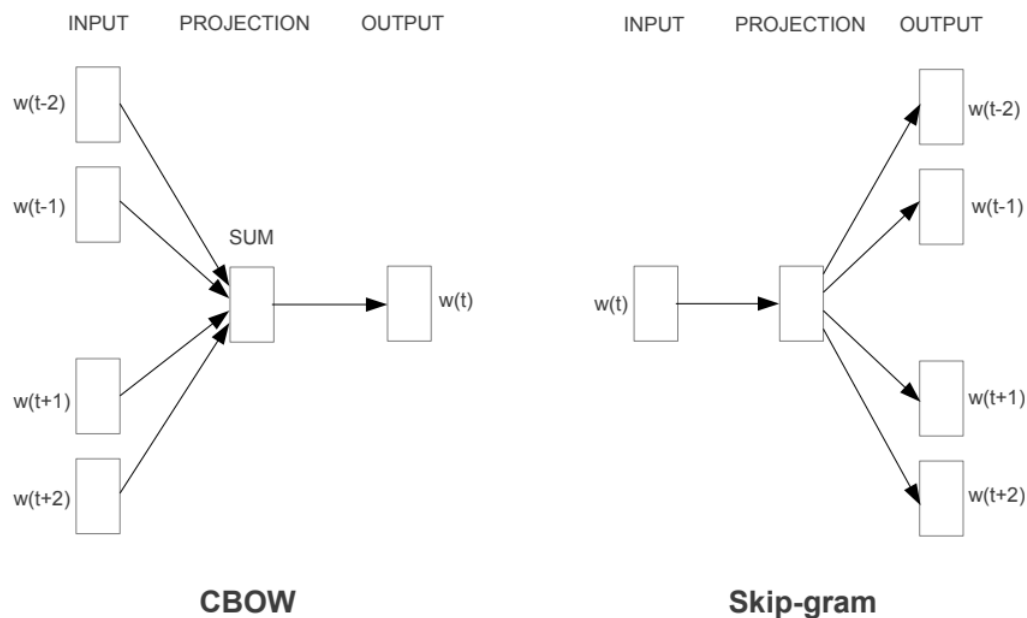 INPUT PROJECTION OUTPUT
w(t-2)
w(t-1)
SUM
w(t)
w(t+1)
w(t+2)
CBOW
INPUT PROJECTION OUTPUT
w(t-2)
w(t-1)
w(t)
w(t+1)
w(t+2)
Skip-gram